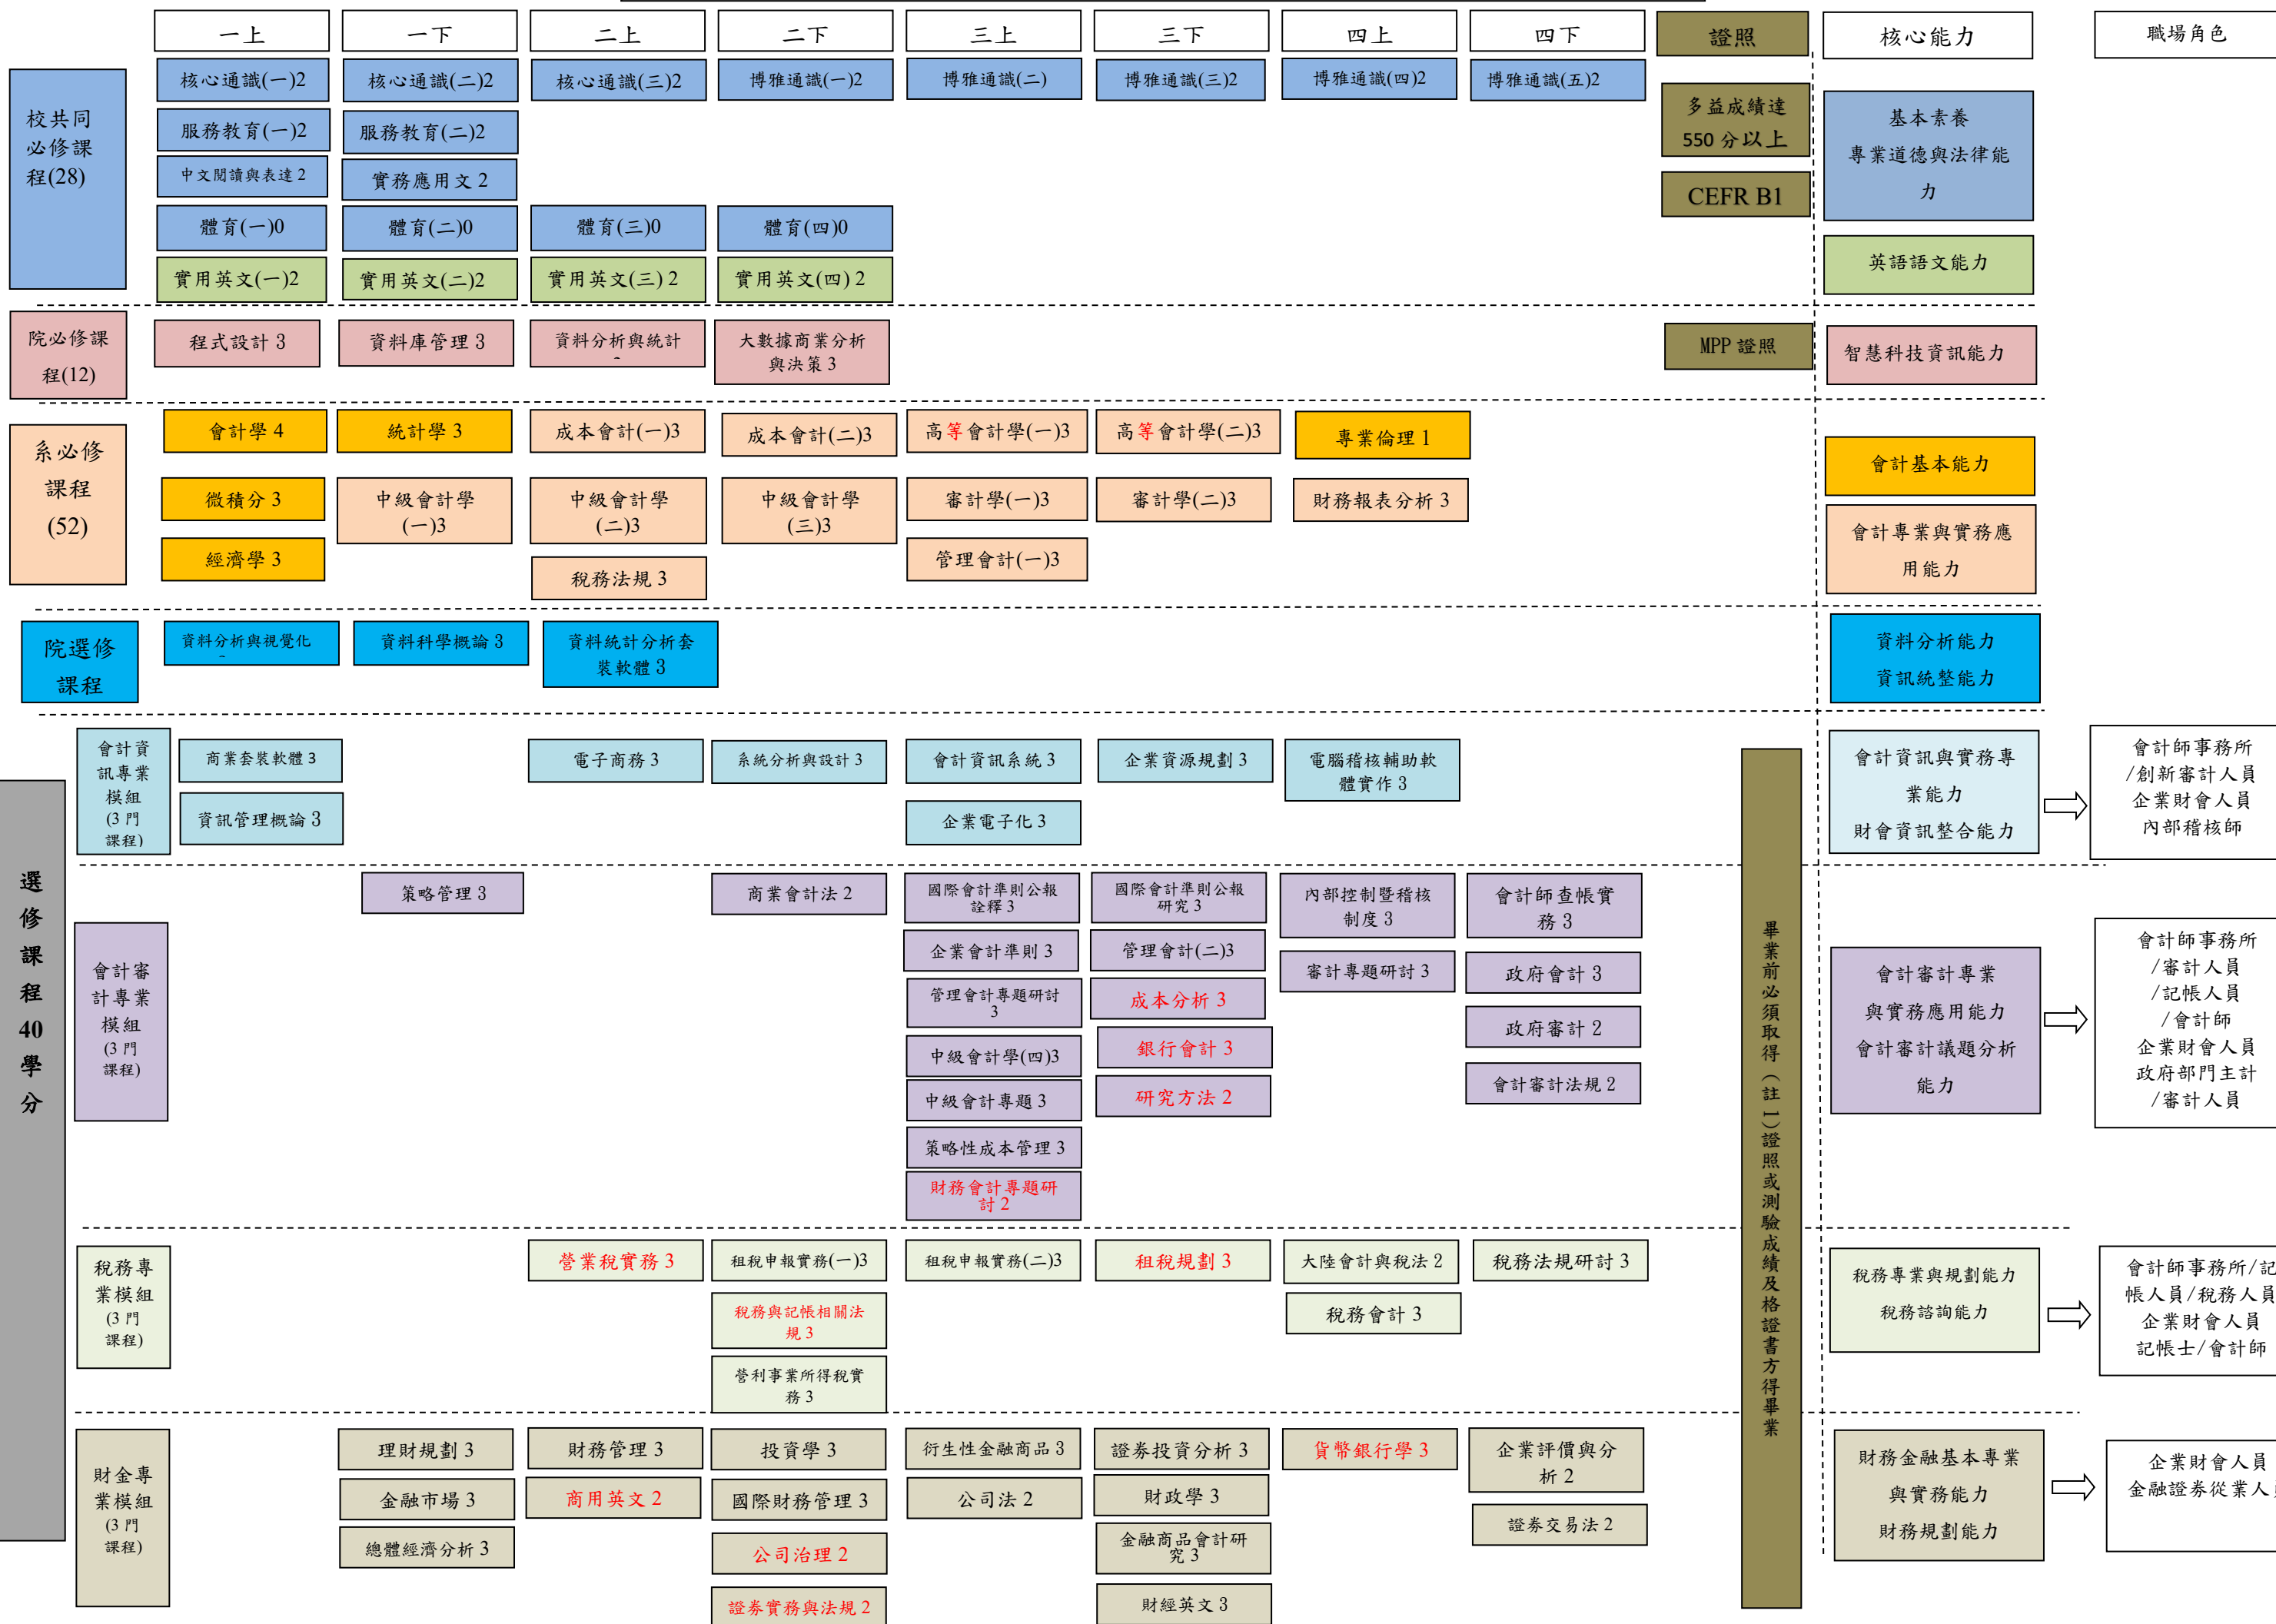 一上
一下
二上
二下
三上
三下
四上
四下
證照
核心能力
職場角色
校共同
必修課
程(28)
核心通識(一)2
核心通識(二)2
核心通識(三)2
博雅通識(一)2
博雅通識(二)
博雅通識(三)2
博雅通識(四)2
博雅通識(五)2
服務教育(一)2
服務教育(二)2
中文閱讀與表達 2
實務應用文 2
體育(一)0
體育(二)0
體育(三)0
體育(四)0
實用英文(一)2
實用英文(二)2
實用英文(三) 2
實用英文(四) 2
多益成績達
550 分以上
CEFR B1
基本素養
專業道德與法律能
力
英語語文能力
院必修課
程(12)
程式設計 3
資料庫管理 3
資料分析與統計
大數據商業分析
與決策 3
MPP 證照
智慧科技資訊能力
系必修
課程
(52)
會計學 4
統計學 3
成本會計(一)3
成本會計(二)3
高等會計學(一)3
高等會計學(二)3
專業倫理 1
微積分 3
中級會計學
(一)3
中級會計學
(二)3
中級會計學
(三)3
審計學(一)3
審計學(二)3
財務報表分析 3
經濟學 3
稅務法規 3
管理會計(一)3
會計基本能力
會計專業與實務應
用能力
院選修
課程
資料分析與視覺化
資料科學概論 3
資料統計分析套
裝軟體 3
資料分析能力
資訊統整能力
選修課程40學分
會計資
訊專業
模組
(3 門
課程)
商業套裝軟體 3
電子商務 3
系統分析與設計 3
會計資訊系統 3
企業資源規劃 3
電腦稽核輔助軟
體實作 3
資訊管理概論 3
企業電子化 3
會計資訊與實務專
業能力
財會資訊整合能力
會計師事務所
/創新審計人員
企業財會人員
內部稽核師
畢業前必須取得(註1)證照或測驗成績及格證書方得畢業
會計審
計專業
模組
(3 門
課程)
策略管理 3
商業會計法 2
國際會計準則公報
詮釋 3
國際會計準則公報
研究 3
內部控制暨稽核
制度 3
會計師查帳實
務 3
企業會計準則 3
管理會計(二)3
審計專題研討 3
政府會計 3
管理會計專題研討
3
成本分析 3
政府審計 2
中級會計學(四)3
銀行會計 3
會計審計法規 2
中級會計專題 3
研究方法 2
策略性成本管理 3
財務會計專題研
討 2
會計審計專業
與實務應用能力
會計審計議題分析
能力
會計師事務所
/審計人員
/記帳人員
/會計師
企業財會人員
政府部門主計
/審計人員
稅務專
業模組
(3 門
課程)
營業稅實務 3
租稅申報實務(一)3
租稅申報實務(二)3
租稅規劃 3
大陸會計與稅法 2
稅務法規研討 3
稅務與記帳相關法
規 3
稅務會計 3
營利事業所得稅實
務 3
稅務專業與規劃能力
稅務諮詢能力
會計師事務所/記
帳人員/稅務人員
企業財會人員
記帳士/會計師
財金專
業模組
(3 門
課程)
理財規劃 3
財務管理 3
投資學 3
衍生性金融商品 3
證券投資分析 3
貨幣銀行學 3
企業評價與分
析 2
金融市場 3
商用英文 2
國際財務管理 3
公司法 2
財政學 3
證券交易法 2
總體經濟分析 3
公司治理 2
金融商品會計研
究 3
證券實務與法規 2
財經英文 3
財務金融基本專業
與實務能力
財務規劃能力
企業財會人員
金融證券從業人